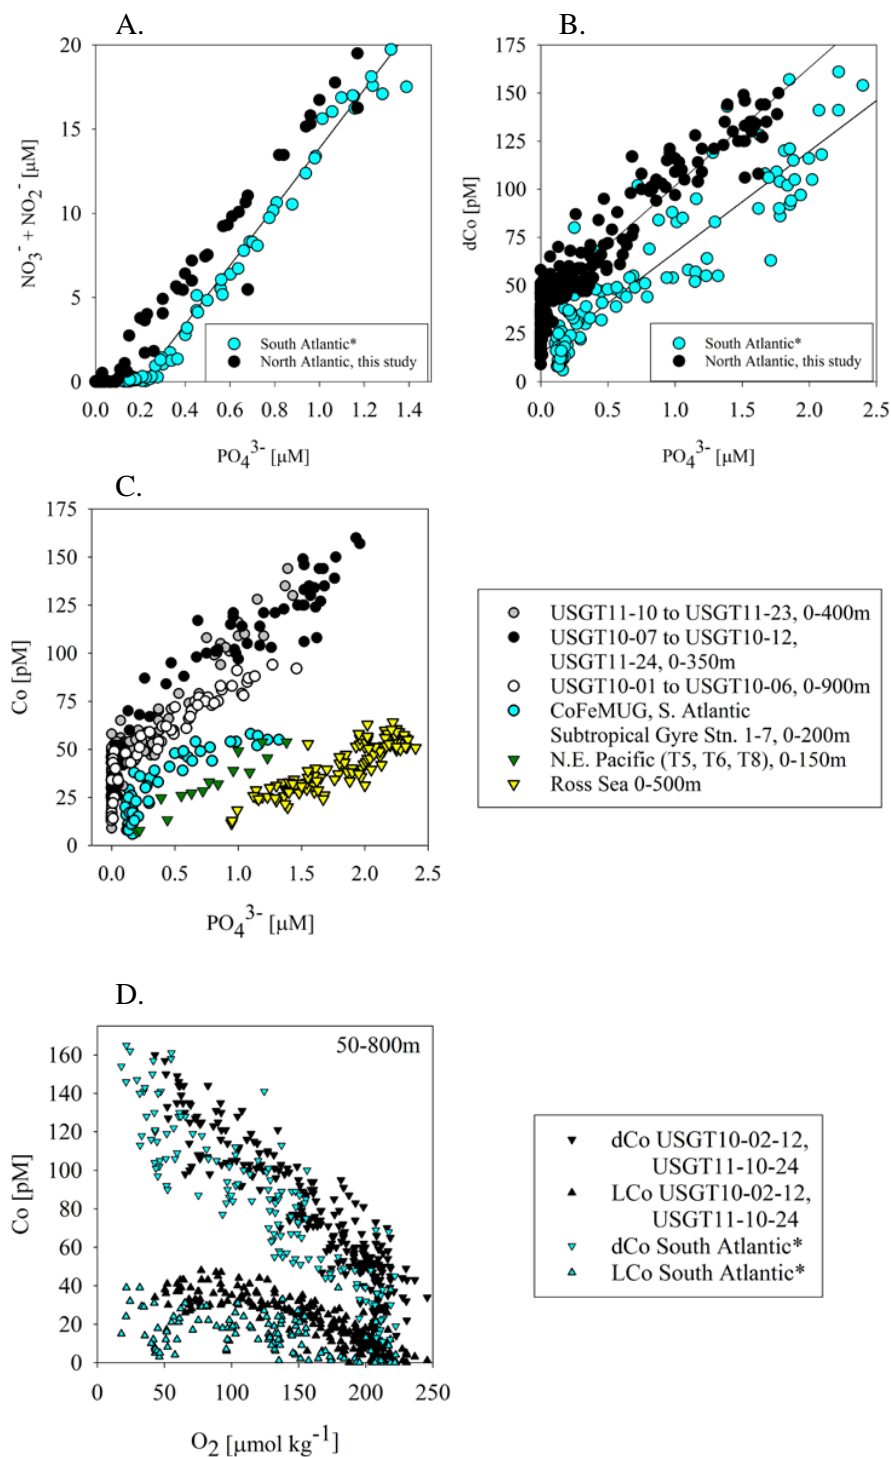 A.
20
15
10
5
0
NO3- + NO2- [μM]
South Atlantic*
North Atlantic, this study
0.0 0.2 0.4 0.6 0.8 1.0 1.2 1.4
PO4 3- [μM]
B.
175
150
125
100
75
50
25
0
dCo [pM]
South Atlantic*
North Atlantic, this study
0.0 0.5 1.0 1.5 2.0 2.5
PO4 3- [μM]
C.
175
150
125
100
75
50
25
0
Co [pM]
0.0 0.5 1.0 1.5 2.0 2.5
PO4 3- [μM]
USGT11-10 to USGT11-23, 0-400m
USGT10-07 to USGT10-12,
USGT11-24, 0-350m
USGT10-01 to USGT10-06, 0-900m
CoFeMUG, S. Atlantic
Subtropical Gyre Stn. 1-7, 0-200m
N.E. Pacific (T5, T6, T8), 0-150m
Ross Sea 0-500m
D.
50-800m
160
140
120
100
80
60
40
20
0
Co [pM]
0 50 100 150 200 250
O2 [μmol kg-1]
dCo USGT10-02-12,
USGT11-10-24
LCo USGT10-02-12,
USGT11-10-24
dCo South Atlantic*
LCo South Atlantic*